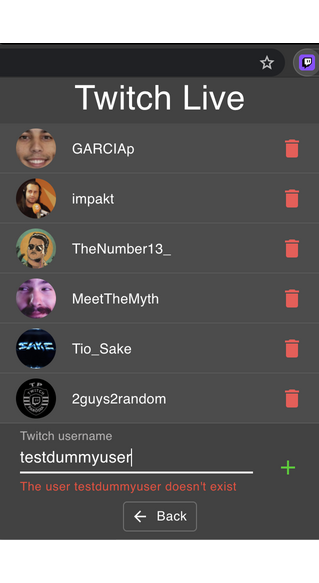 Twitch Live
GARCIAp
impakt
TheNumber13_
MeetTheMyth
Tio_Sake
2guys2random
Twitch username
testdummyuser
The user testdummyuser doesn't exist
Back